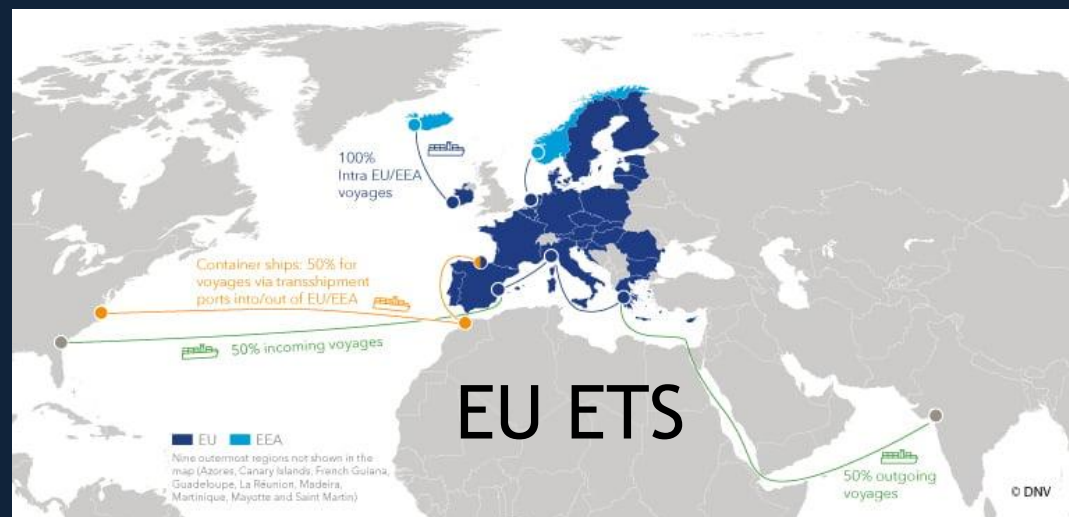 100%
Intra EU/EEA
voyages
Container ships: 50% for
voyages via transshipment
ports into/out of EU/EEA
50% incoming voyages
EU ETS
EU EEA
Nine outermost regions not shown in the
map (Azores, Canary Islands, French Guiana,
Guadeloupe, La Réunion, Madeira,
Martinique, Mayotte and Saint Martin)
50% outgoing
voyages
© DNV